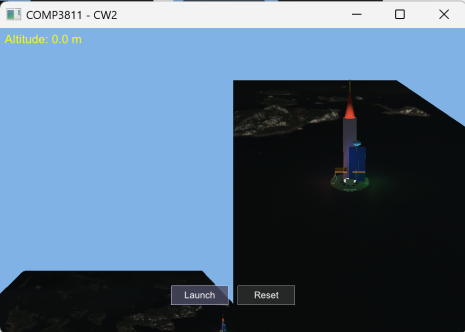 COMP3811 - CW2
Altitude: 0.0 m
Launch
Reset